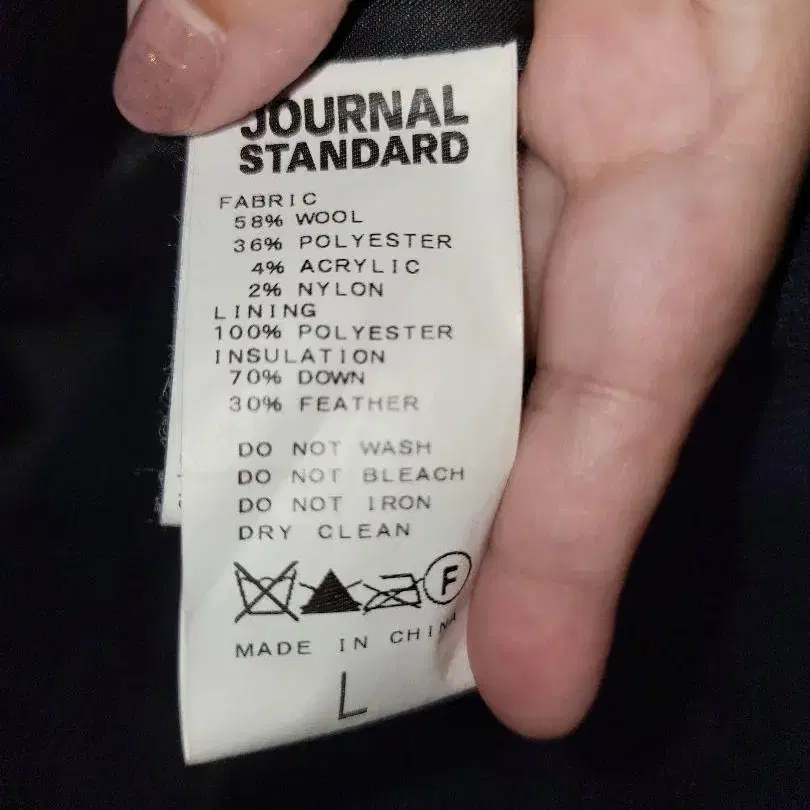 JOURNAL
STANDARD
FABRIC
58% WOOL
36% POLYESTER
4% ACRYLIC
2% NYLON
LINING
100% POLYESTER
INSULATION
70% DOWN
30% FEATHER
DO NOT WASH
DO NOT BLEACH
DO NOT IRON
DRY CLEAN
F
MADE IN CHINA
L